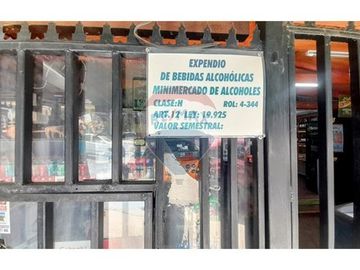 EXPENDIO
DE BEBIDAS ALCOHÓLICAS
MINIMERCADO DE ALCOHOLES
CLASE:H ROL: 4-344
ART.12 LEY: 19.925
VALOR SEMESTRAL: